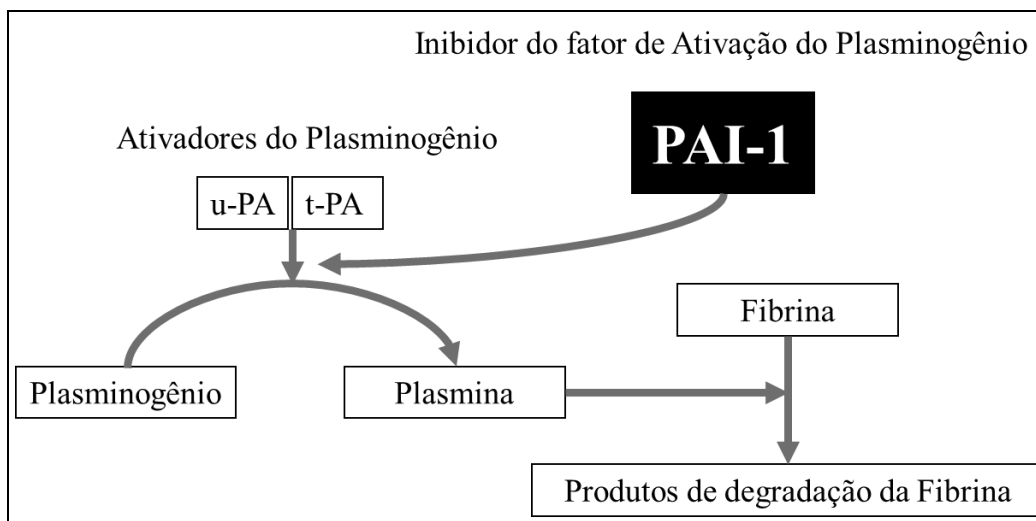 Inibidor do fator de Ativação do Plasminogênio
PAI-1
Ativadores do Plasminogênio
u-PA
t-PA
Fibrina
Plasminogênio
Plasmina
Produtos de degradação da Fibrina